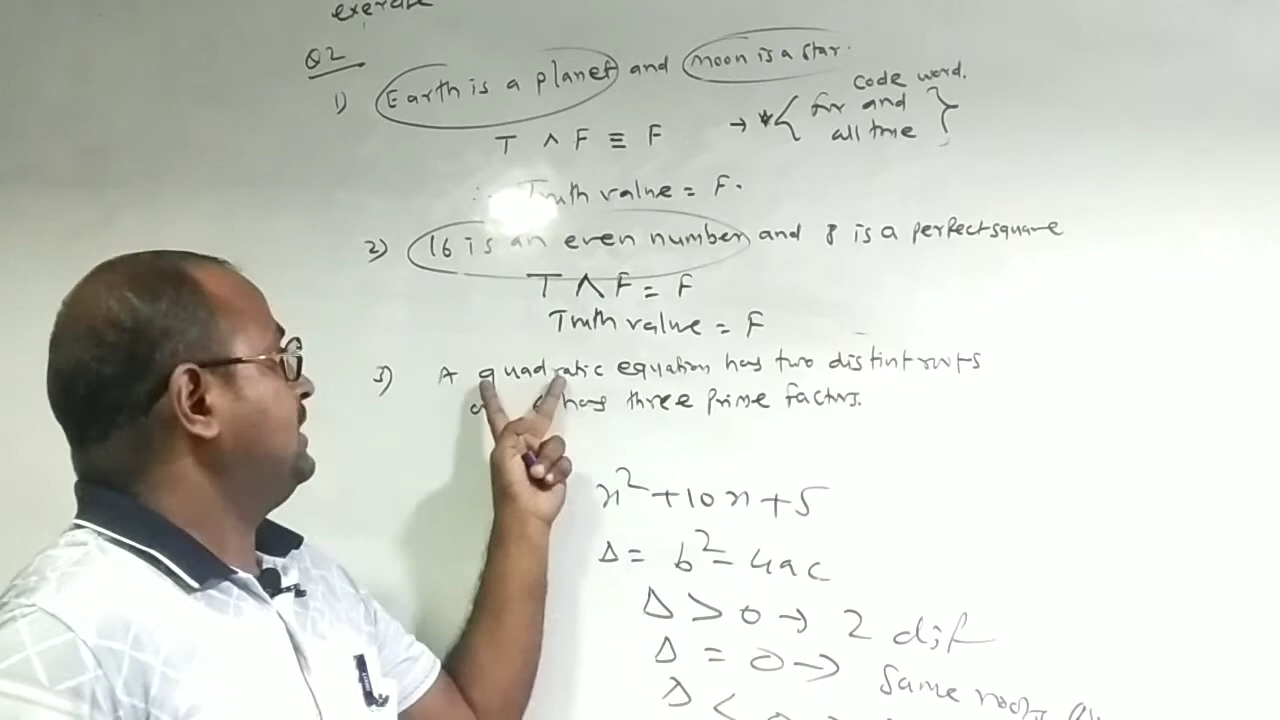 exercise
Q2
1) Earth is a planet and moon is a star.
code word.
→ { for and
all true }
T ∧ F ≡ F
∴ Truth value = F.
2) 16 is an even number and 8 is a perfect square
T ∧ F = F
Truth value = F
3) A quadratic equation has two distint roots
has three prime factors.
x²+10x+5
Δ = b²-4ac
Δ > 0 → 2 dif
Δ = 0 → Same
Δ <